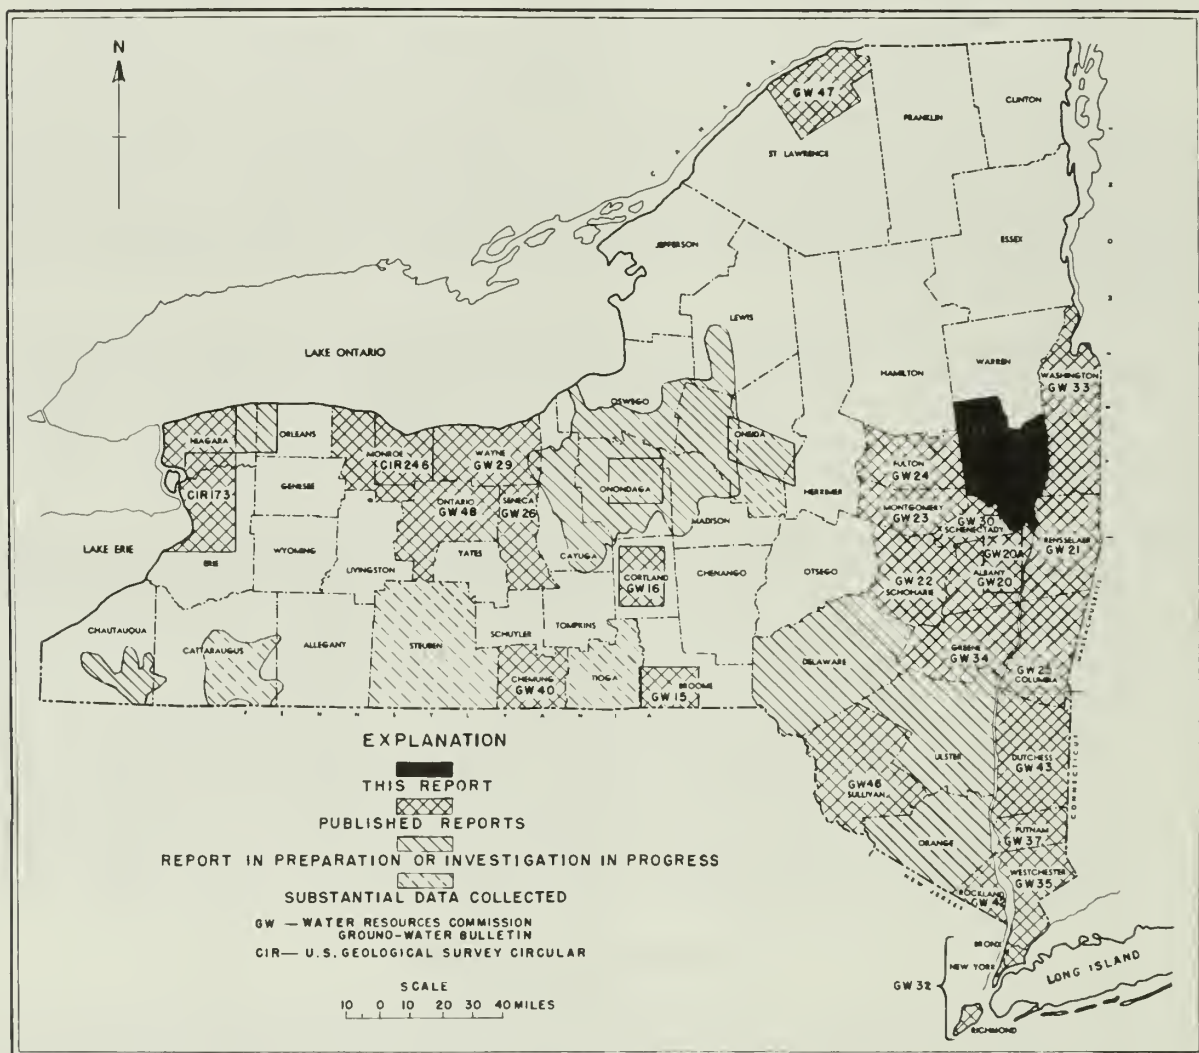 N
GW 47
CLINTON
FRANKLIN
ST LAWRENCE
ESSEX
JEFFERSON
LEWIS
LAKE ONTARIO
HAMILTON
WARREN
WASHINGTON
GW 33
OSWEGO
ONEIDA
NIAGARA
ORLEANS
MONROE
CIR 246
WAYNE
GW 29
FULTON
GW 24
CIR 173
GENESEE
ONTARIO
GW 48
SENECA
GW 26
ONONDAGA
MADISON
HERKIMER
MONTGOMERY
GW 23
GW 30
SCHENECTADY
GW 20A
RENSSELAER
GW 21
LAKE ERIE
ERIE
WYOMING
LIVINGSTON
YATES
CAYUGA
CORTLAND
GW 16
CHENANGO
OTSEGO
GW 22
SCHOHARIE
ALBANY
GW 20
MASSACHUSETTS
CHAUTAUQUA
CATTARAUGUS
ALLEGANY
STEUBEN
SCHUYLER
TOMPKINS
CHEMUNG
GW 40
TIOGA
GW 15
BROOME
DELAWARE
GREENE
GW 34
COLUMBIA
PENNSYLVANIA
ULSTER
DUTCHESS
GW 43
CONNECTICUT
GW 46
SULLIVAN
ORANGE
PUTNAM
GW 37
WESTCHESTER
GW 35
ROCKLAND
NEW JERSEY
BRONX
NEW YORK
GW 32
LONG ISLAND
RICHMOND
EXPLANATION
THIS REPORT
PUBLISHED REPORTS
REPORT IN PREPARATION OR INVESTIGATION IN PROGRESS
SUBSTANTIAL DATA COLLECTED
GW — WATER RESOURCES COMMISSION
GROUND-WATER BULLETIN
CIR — U.S. GEOLOGICAL SURVEY CIRCULAR
SCALE
10 0 10 20 30 40 MILES